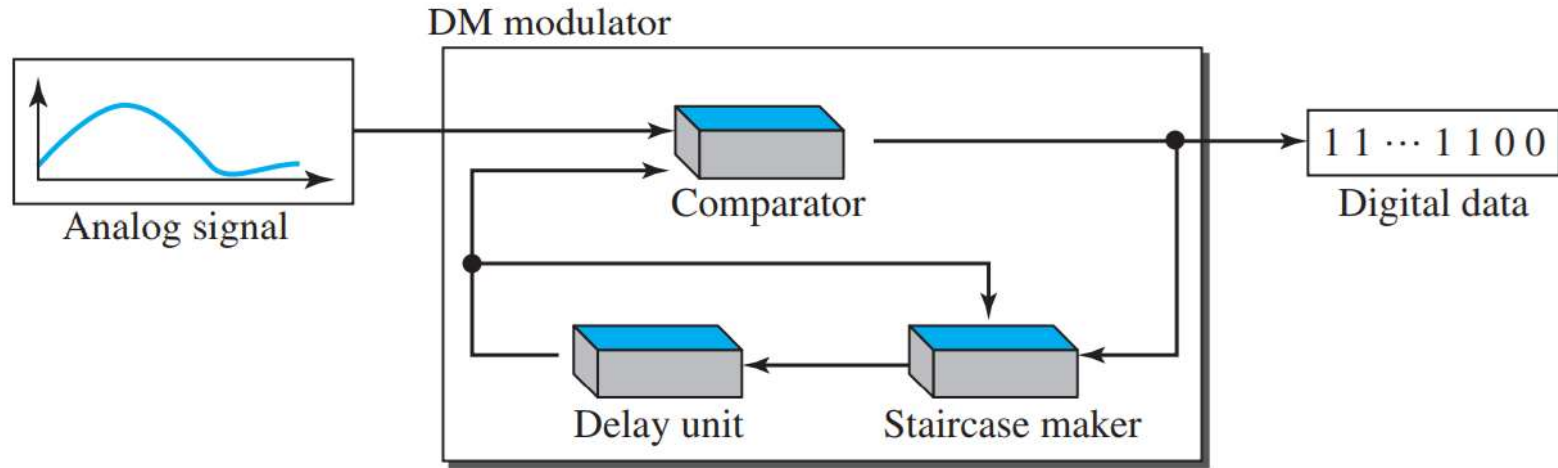 DM modulator
1 1 ... 1 1 0 0
Comparator
Analog signal
Digital data
Delay unit
Staircase maker